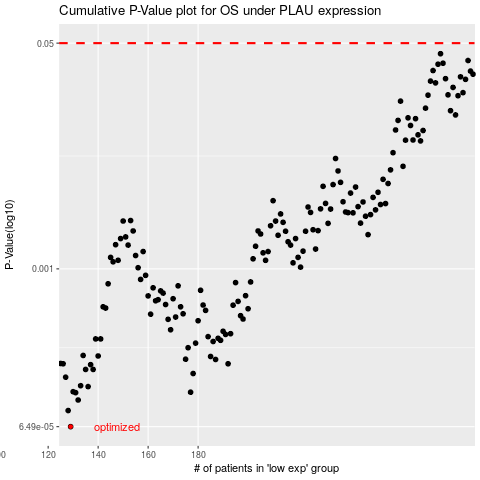 Cumulative P-Value plot for OS under PLAU expression
0.05
P-Value(log10)
0.001
6.49e-05
optimized
00 120 140 160 180
# of patients in 'low exp' group